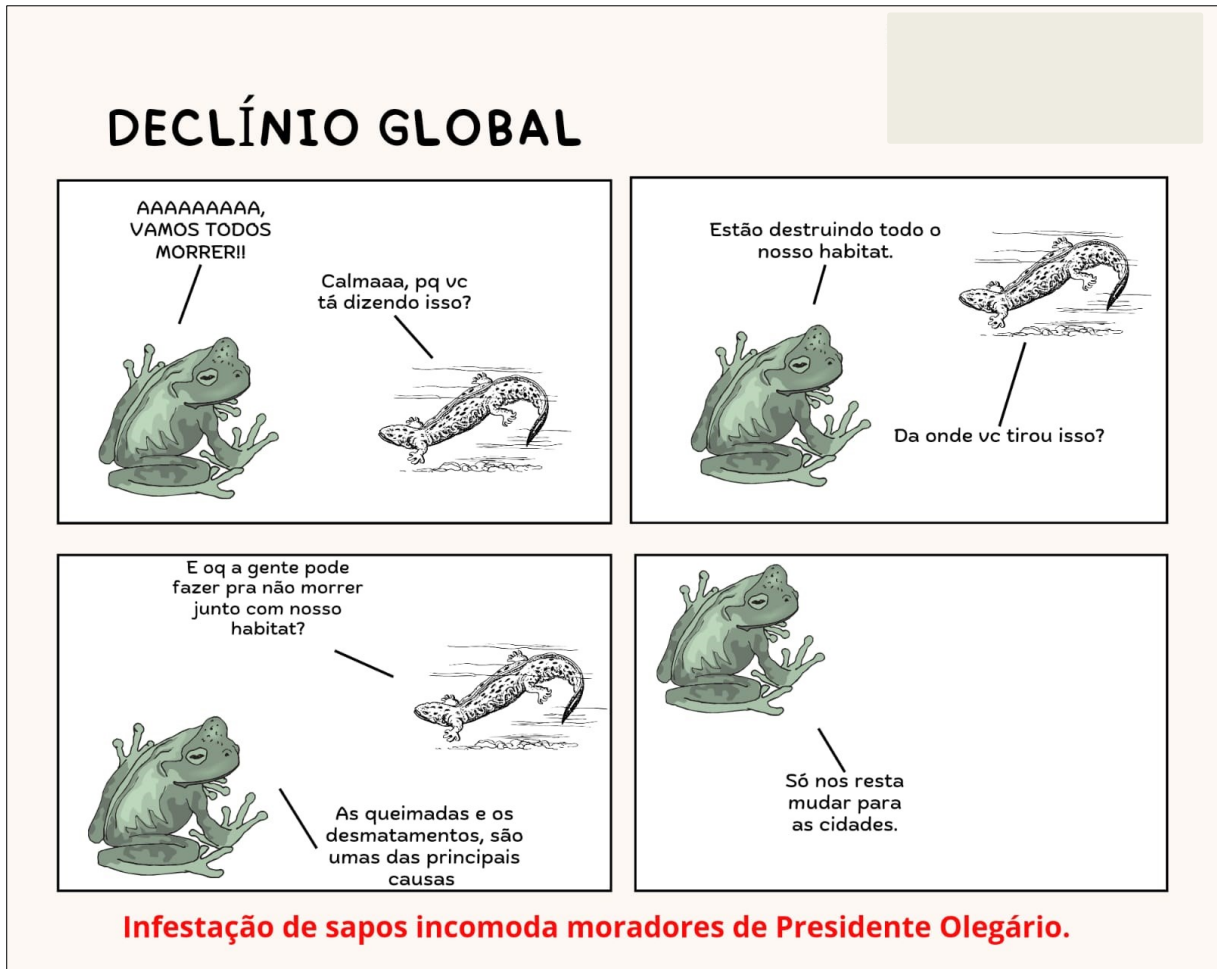 DECLÍNIO GLOBAL
AAAAAAAAA,
VAMOS TODOS
MORRER!!
Calmaaa, pq vc
tá dizendo isso?
Estão destruindo todo o
nosso habitat.
Da onde vc tirou isso?
E oq a gente pode
fazer pra não morrer
junto com nosso
habitat?
As queimadas e os
desmatamentos, são
umas das principais
causas
Só nos resta
mudar para
as cidades.
Infestação de sapos incomoda moradores de Presidente Olegário.